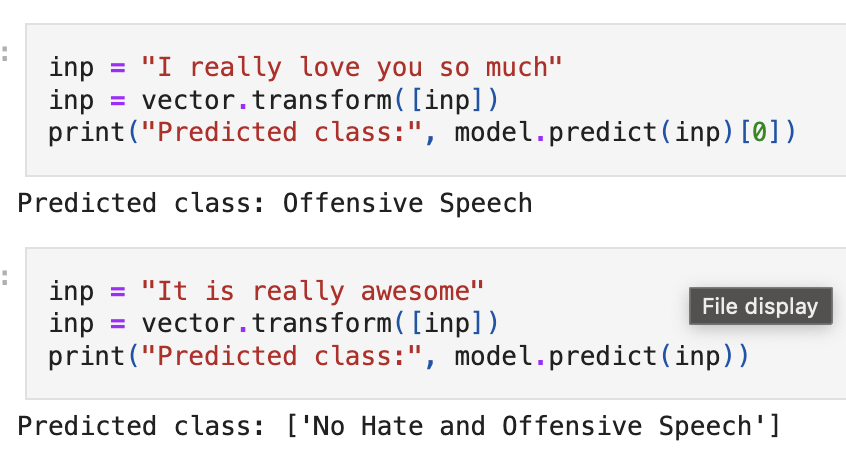 inp = "I really love you so much"
inp = vector.transform([inp])
print("Predicted class:", model.predict(inp)[0])
Predicted class: Offensive Speech
inp = "It is really awesome"
File display
inp = vector.transform([inp])
print("Predicted class:", model.predict(inp))
Predicted class: ['No Hate and Offensive Speech']